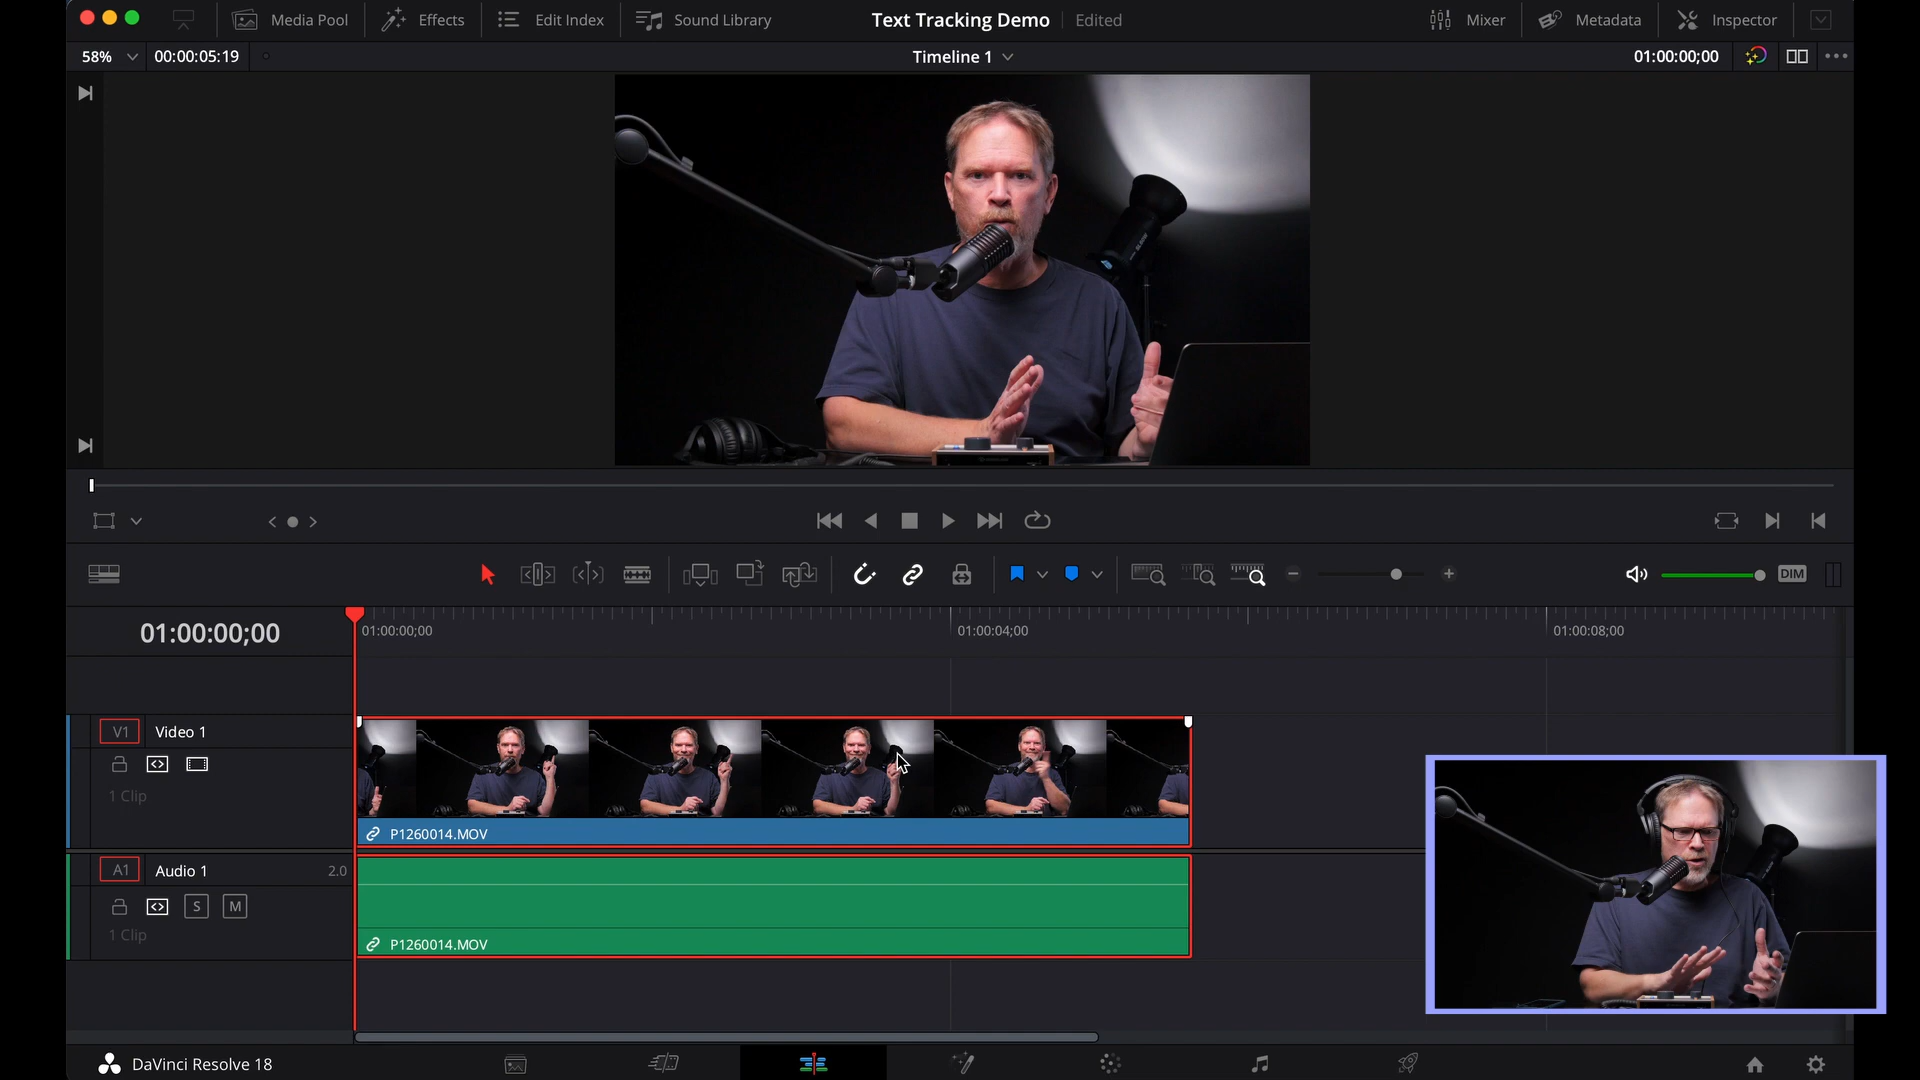 Media Pool
Effects
Edit Index
Sound Library
Text Tracking Demo
Edited
Mixer
Metadata
Inspector
58%
00:00:05:19
Timeline 1
01:00:00;00
DIM
01:00:00;00
01:00:00;00
01:00:04;00
01:00:08;00
V1
Video 1
1 Clip
P1260014.MOV
A1
Audio 1
2.0
S
M
1 Clip
P1260014.MOV
DaVinci Resolve 18